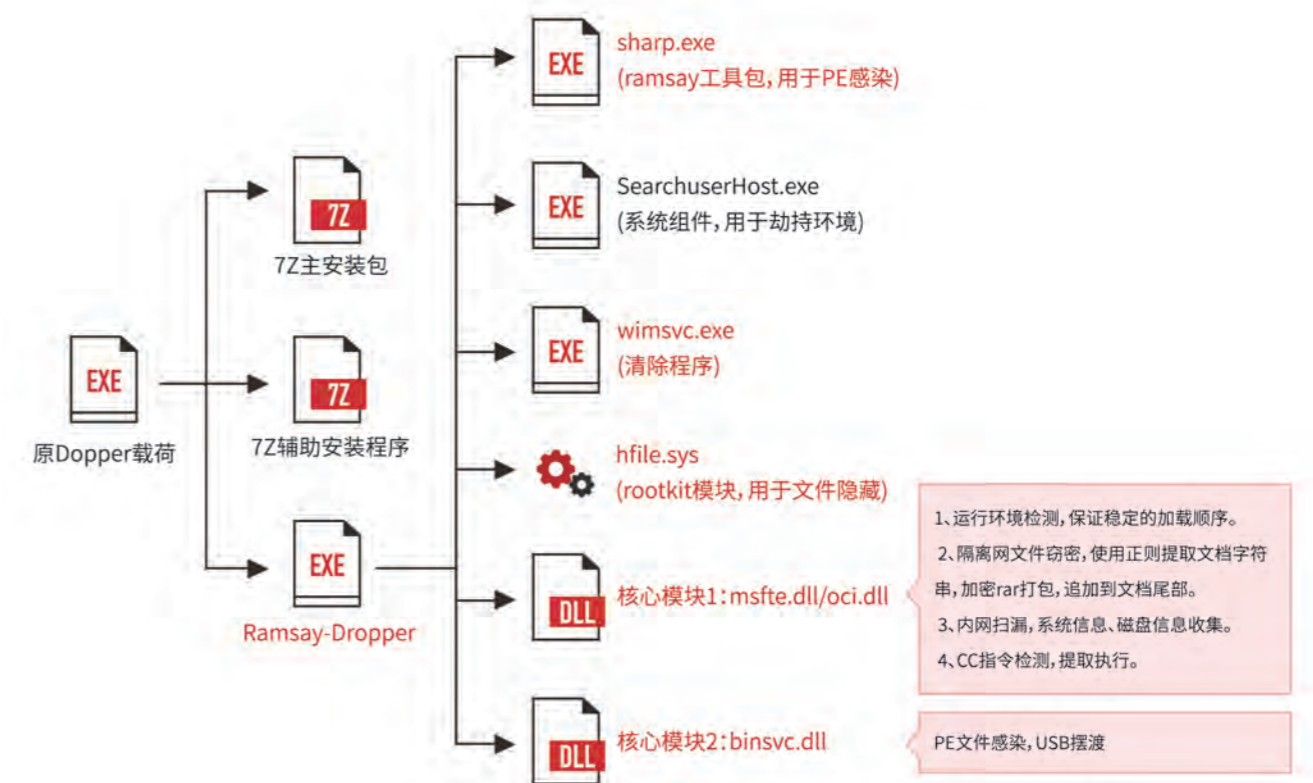 EXE
sharp.exe
(ramsay工具包,用于PE感染)
EXE
SearchuserHost.exe
(系统组件,用于劫持环境)
7Z
7Z主安装包
EXE
wimsvc.exe
(清除程序)
EXE
原Dopper载荷
7Z
7Z辅助安装程序
hfile.sys
(rootkit模块,用于文件隐藏)
EXE
Ramsay-Dropper
DLL
核心模块1:msfte.dll/oci.dll
1、运行环境检测,保证稳定的加载顺序。
2、隔离网文件窃密,使用正则提取文档字符
串,加密rar打包,追加到文档尾部。
3、内网扫漏,系统信息、磁盘信息收集。
4、CC指令检测,提取执行。
DLL
核心模块2:binsvc.dll
PE文件感染,USB摆渡